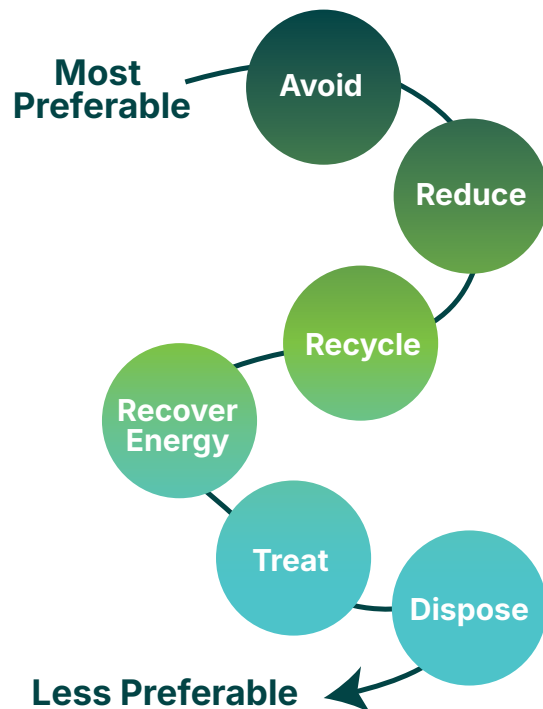 Most
Preferable
Avoid
Reduce
Recycle
Recover
Energy
Treat
Dispose
Less Preferable